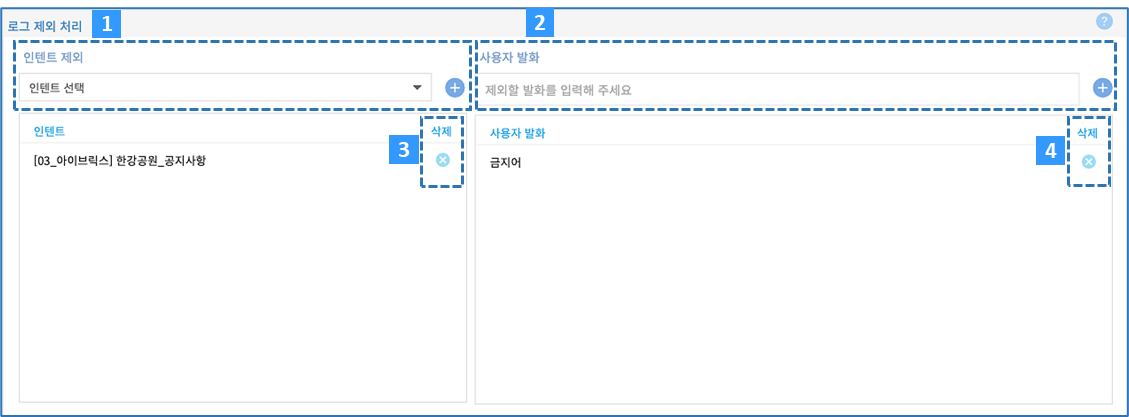 로그 제외 처리
1
2
?
인텐트 제외
사용자 발화
인텐트 선택
제외할 발화를 입력해 주세요
인텐트
삭제
사용자 발화
삭제
3
4
[03_아이브릭스] 한강공원_공지사항
금지어